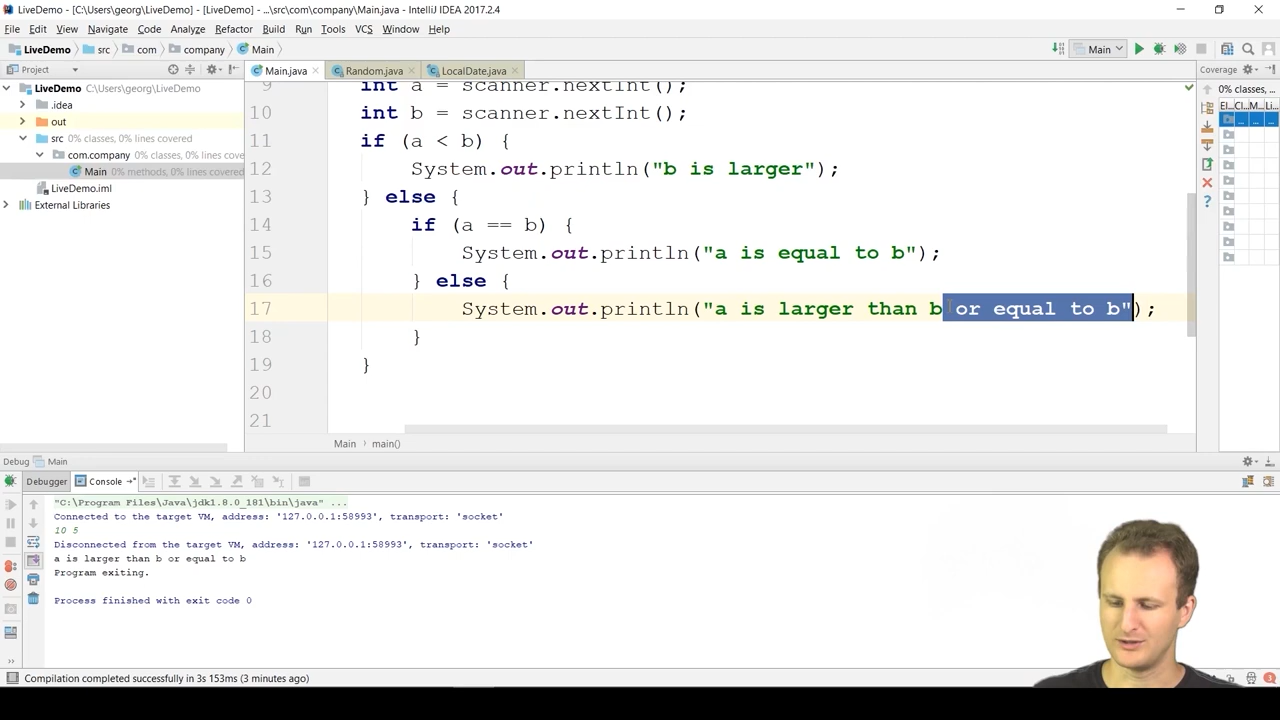 LiveDemo - [C:\Users\georg\LiveDemo] - [LiveDemo] - ...\src\com\company\Main.java - IntelliJ IDEA 2017.2.4
File Edit View Navigate Code Analyze Refactor Build Run Tools VCS Window Help
LiveDemo src com company Main Main
Project Main.java Random.java LocalDate.java Coverage
LiveDemo C:\Users\georg\LiveDemo 0% classes,
.idea
out
src 0% classes, 0% lines covered
com.company 0% classes, 0% lines cove
Main 0% methods, 0% lines covered
LiveDemo.iml
External Libraries
9 int a = scanner.nextInt();
10 int b = scanner.nextInt();
11 if (a < b) {
12 System.out.println("b is larger");
13 } else {
14 if (a == b) {
15 System.out.println("a is equal to b");
16 } else {
17 System.out.println("a is larger than b or equal to b");
18 }
19 }
20
21
Main main()
Debug Main
Debugger Console
"C:\Program Files\Java\jdk1.8.0_181\bin\java" ...
Connected to the target VM, address: '127.0.0.1:58993', transport: 'socket'
10 5
Disconnected from the target VM, address: '127.0.0.1:58993', transport: 'socket'
a is larger than b or equal to b
Program exiting.
Process finished with exit code 0
Compilation completed successfully in 3s 153ms (3 minutes ago)